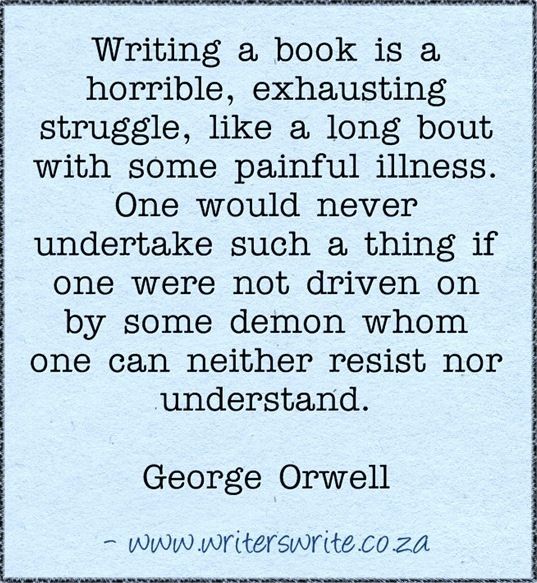 Writing a book is a
horrible, exhausting
struggle, like a long bout
with some painful illness.
One would never
undertake such a thing if
one were not driven on
by some demon whom
one can neither resist nor
understand.
George Orwell
- www.writerswrite.co.za